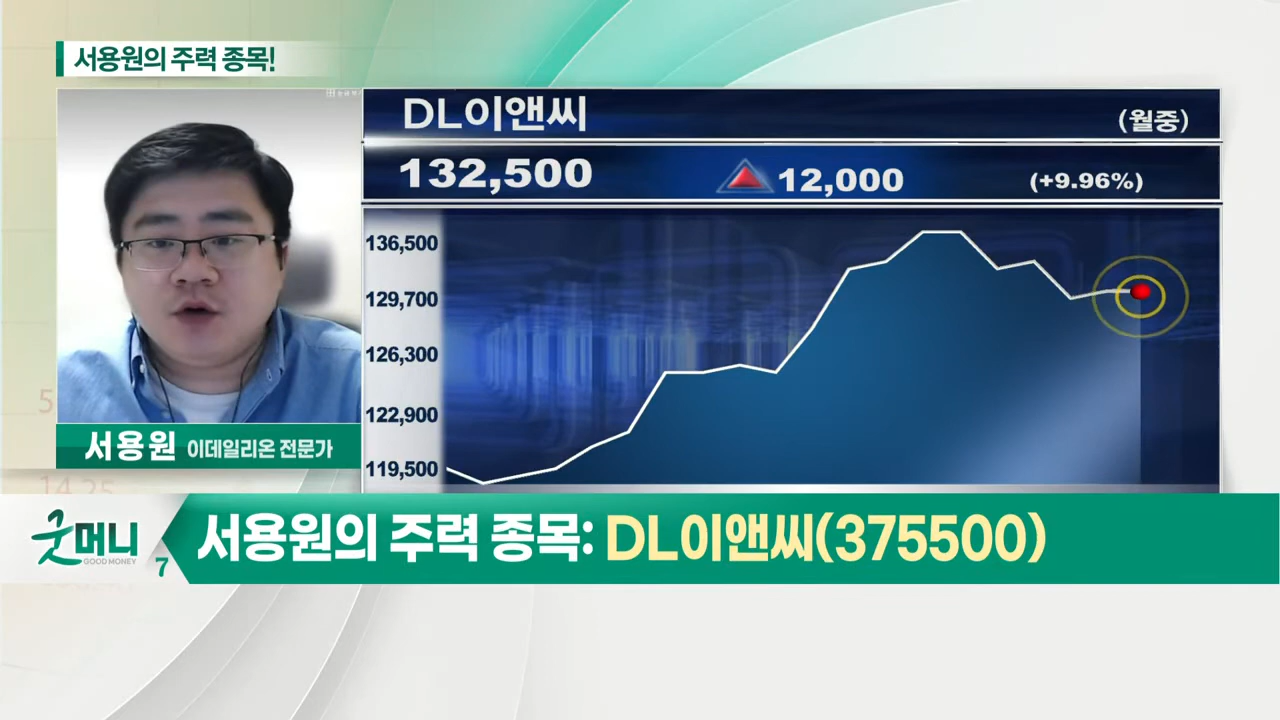 서용원의 주력 종목!
DL이앤씨
(월중)
132,500
12,000
(+9.96%)
136,500
129,700
126,300
122,900
119,500
서용원 이데일리온 전문가
굿머니
GOOD MONEY
7
서용원의 주력 종목: DL이앤씨(375500)
5
14.25